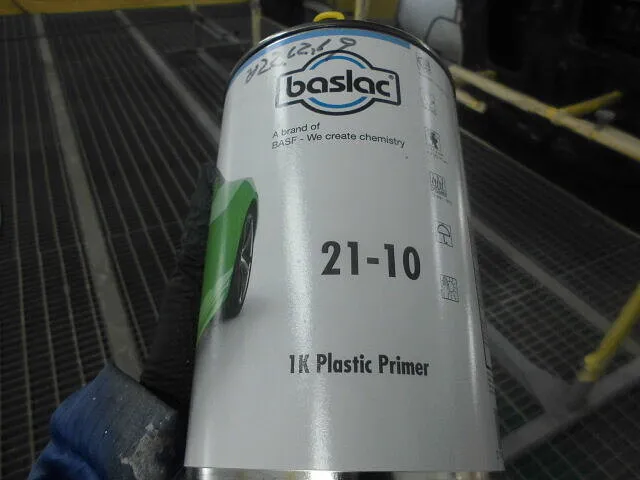 baslac
A brand of
BASF - We create chemistry
21-10
1K Plastic Primer